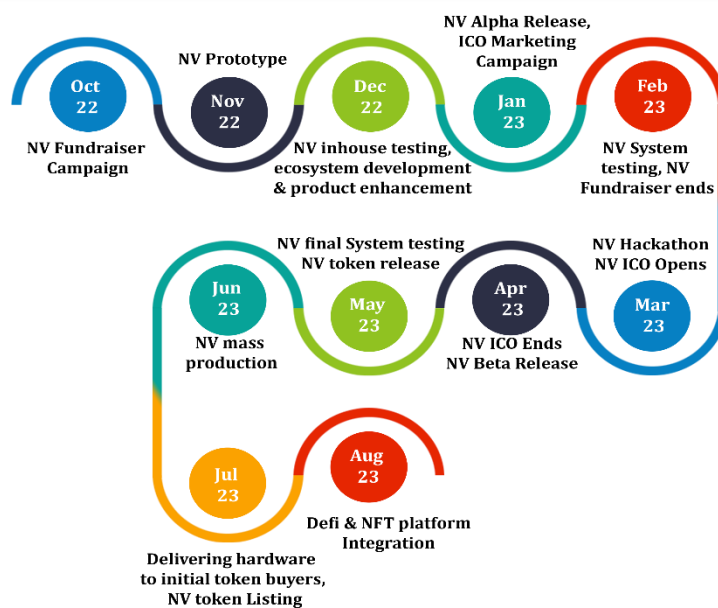 Oct
22
NV Fundraiser
Campaign
NV Prototype
Nov
22
Dec
22
NV inhouse testing,
ecosystem development
& product enhancement
NV Alpha Release,
ICO Marketing
Campaign
Jan
23
Feb
23
NV System
testing, NV
Fundraiser ends
NV Hackathon
NV ICO Opens
Mar
23
Apr
23
NV ICO Ends
NV Beta Release
NV final System testing
NV token release
May
23
Jun
23
NV mass
production
Jul
23
Delivering hardware
to initial token buyers,
NV token Listing
Aug
23
Defi & NFT platform
Integration